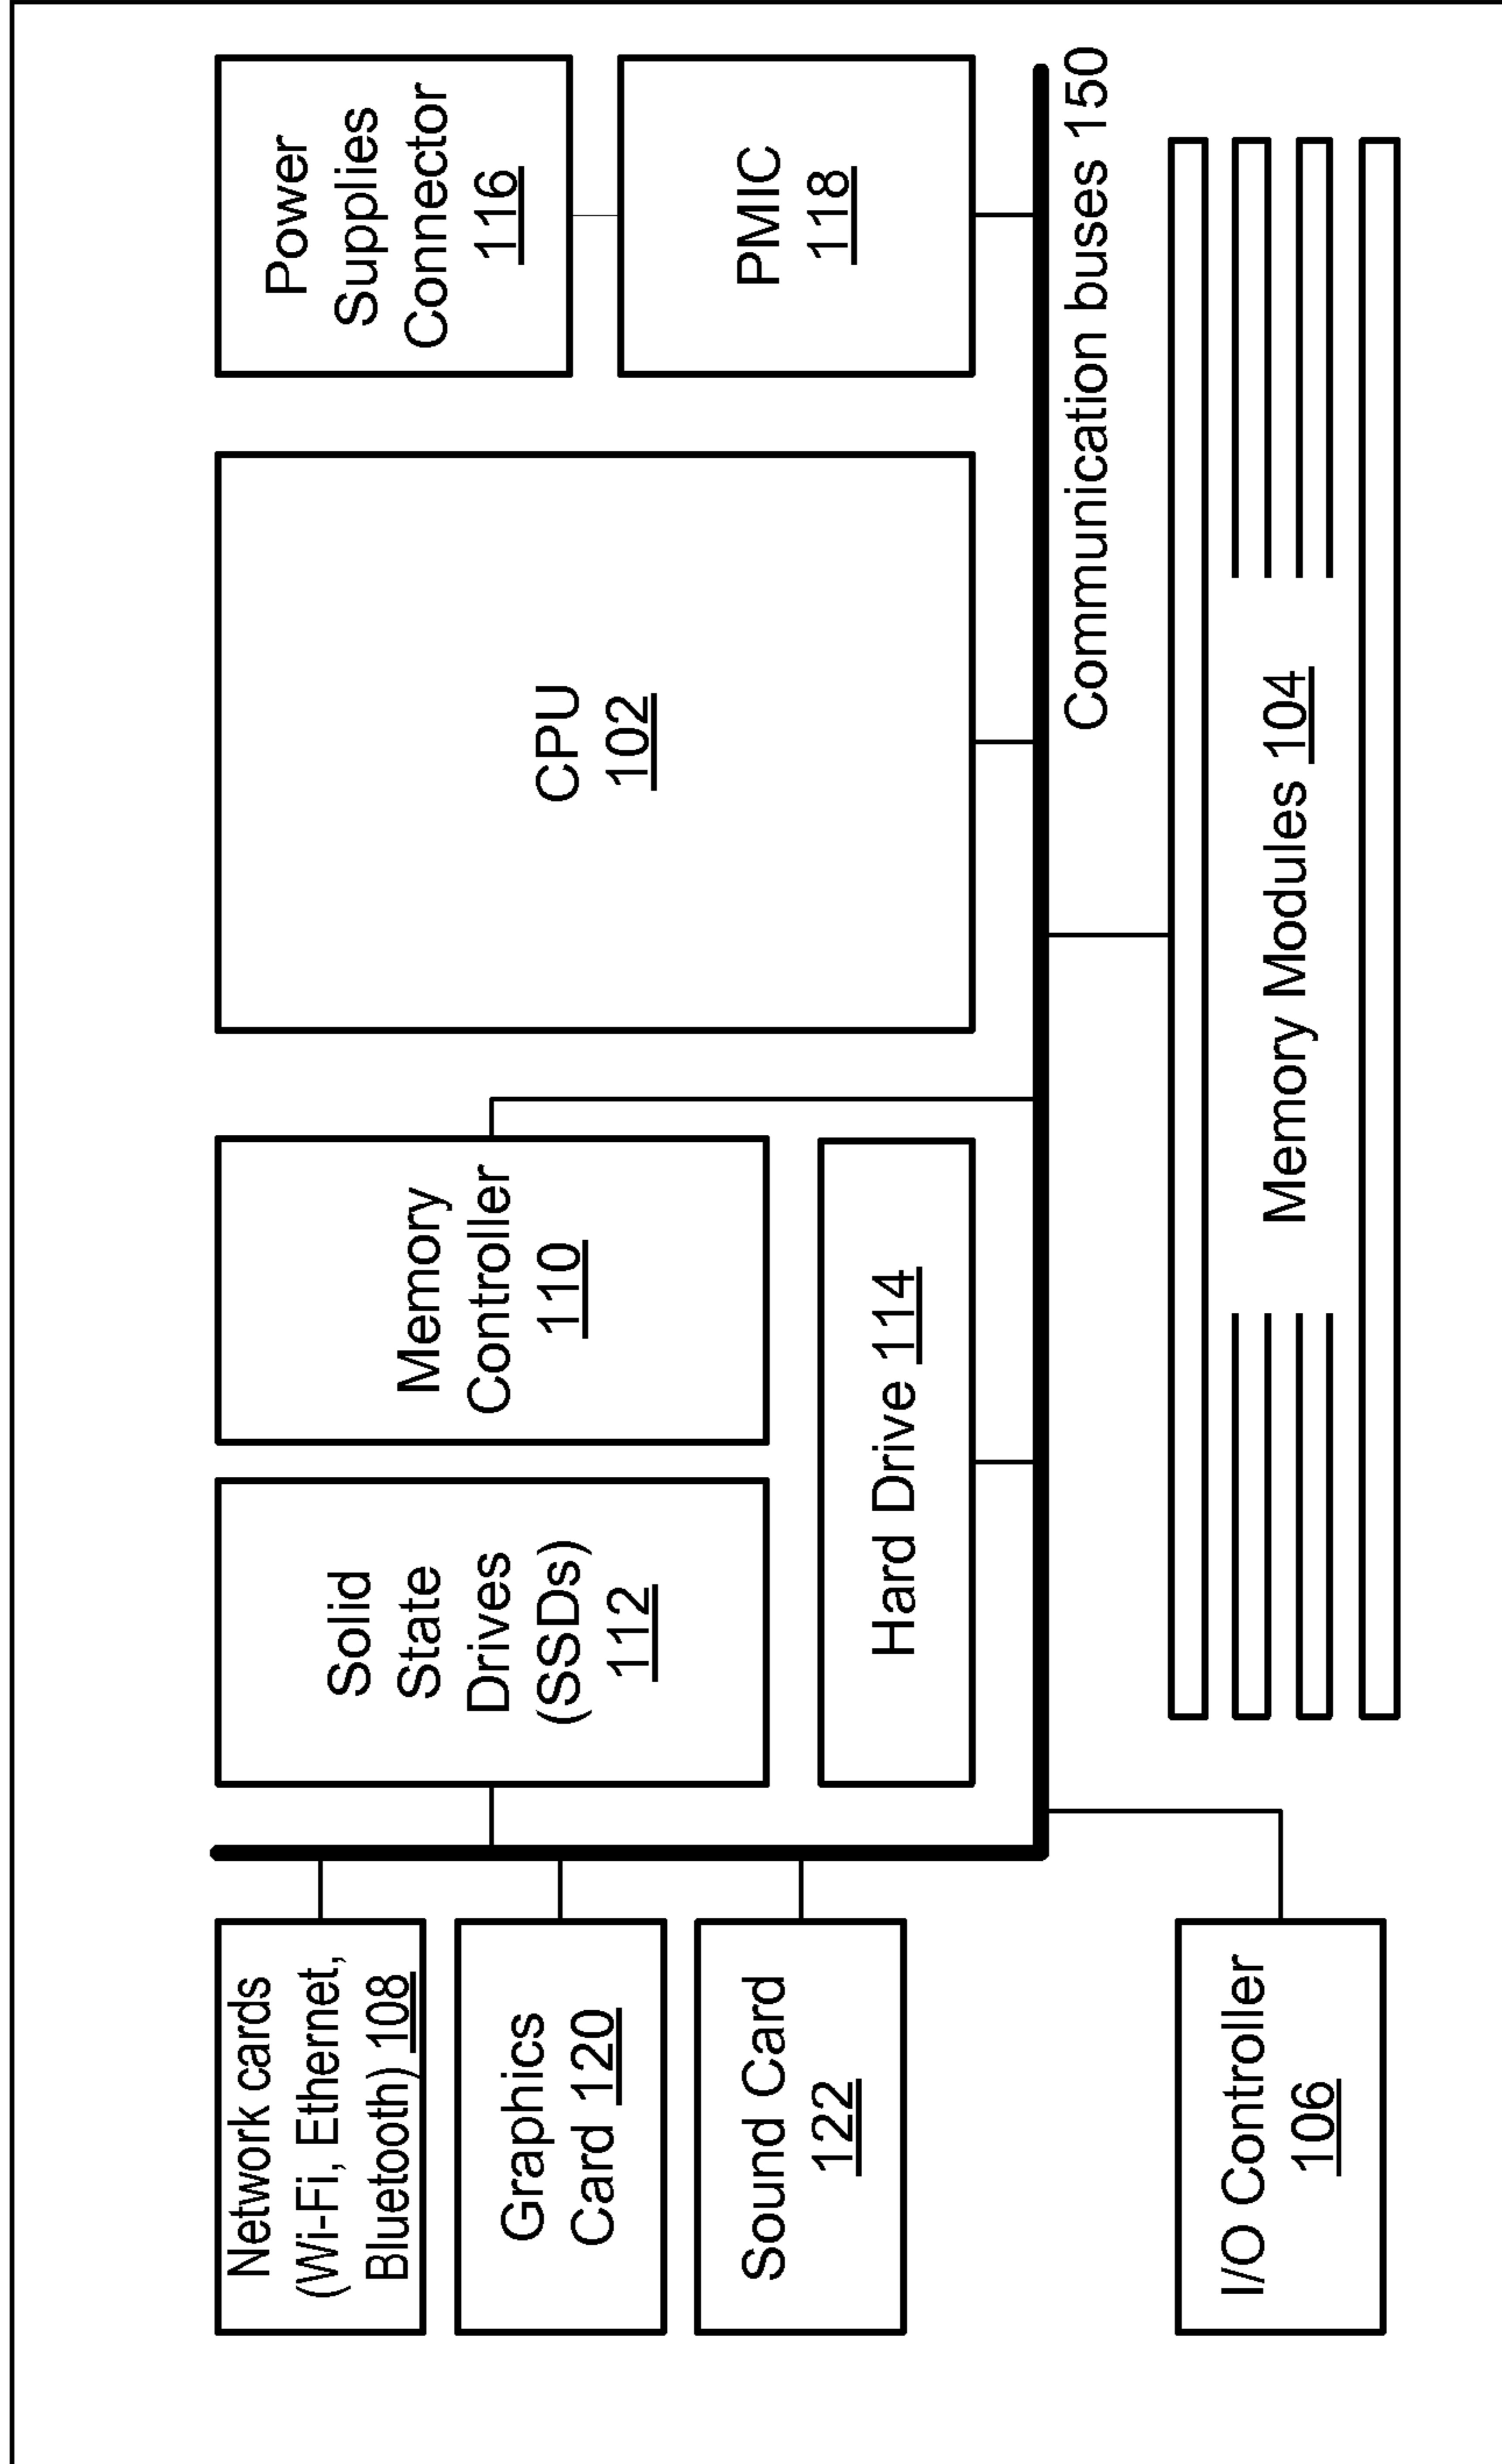 Network cards
(Wi-Fi, Ethernet,
Bluetooth) 108
Graphics
Card 120
Sound Card
122
I/O Controller
106
Solid
State
Drives
(SSDs)
112
Memory
Controller
110
Hard Drive 114
CPU
102
Power
Supplies
Connector
116
PMIC
118
Communication buses 150
Memory Modules 104